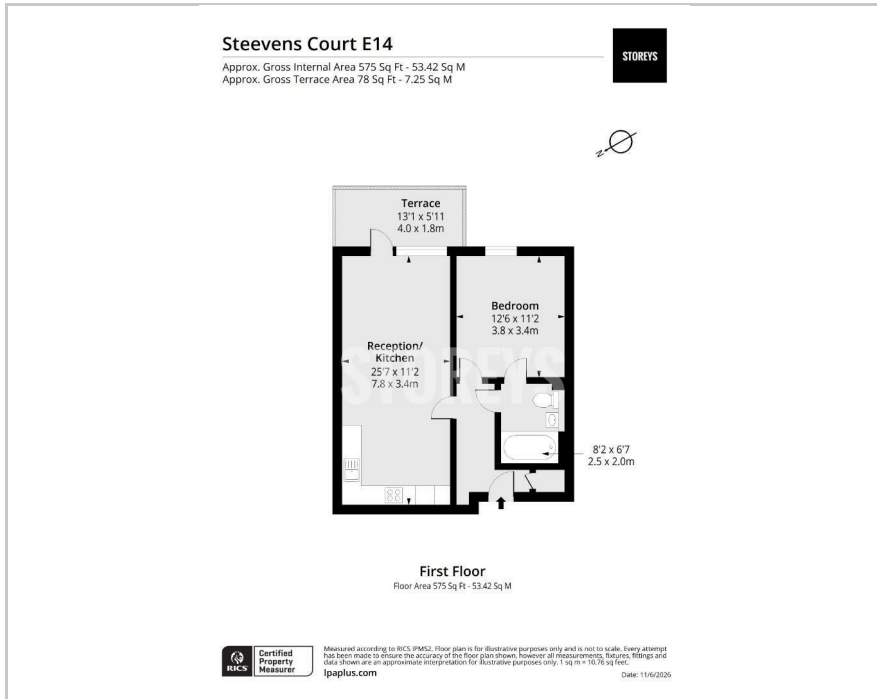 Steevens Court E14
Approx. Gross Internal Area 575 Sq Ft - 53.42 Sq M
Approx. Gross Terrace Area 78 Sq Ft - 7.25 Sq M
STOREYS
N
Terrace
13'1 x 5'11
4.0 x 1.8m
Bedroom
12'6 x 11'2
3.8 x 3.4m
Reception/
Kitchen
25'7 x 11'2
7.8 x 3.4m
STOREYS
8'2 x 6'7
2.5 x 2.0m
First Floor
Floor Area 575 Sq Ft - 53.42 Sq M
RICS
Certified
Property
Measurer
Measured according to RICS IPMS2. Floor plan is for illustrative purposes only and is not to scale. Every attempt
has been made to ensure the accuracy of the floor plan shown, however all measurements, fixtures, fittings and
data shown are an approximate interpretation for illustrative purposes only. 1 sq m = 10.76 sq feet.
lpaplus.com
Date: 11/6/2026